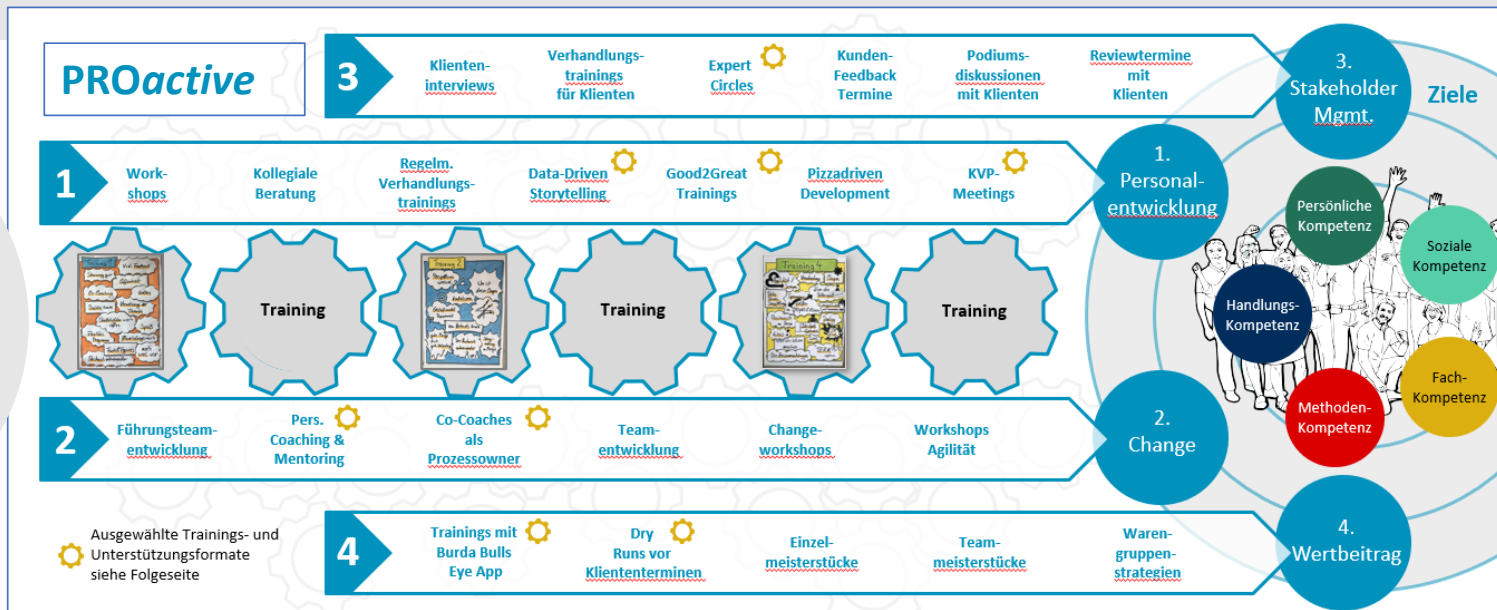 PROactive
3
Klienten-
interviews
Verhandlungs-
trainings
für Klienten
Expert
Circles
Kunden-
Feedback
Termine
Podiums-
diskussionen
mit Klienten
Reviewtermine
mit
Klienten
3.
Stakeholder
Mgmt.
Ziele
1
Work-
shops
Kollegiale
Beratung
Regelm.
Verhandlungs-
trainings
Data-Driven
Storytelling
Good2Great
Trainings
Pizzadriven
Development
KVP-
Meetings
1.
Personal-
entwicklung
Persönliche
Kompetenz
Soziale
Kompetenz
Handlungs-
Kompetenz
Fach-
Kompetenz
Methoden-
Kompetenz
Training
Training 2
Training
Training 4
Training
2
Führungsteam-
entwicklung
Pers.
Coaching &
Mentoring
Co-Coaches
als
Prozessowner
Team-
entwicklung
Change-
workshops
Workshops
Agilität
2.
Change
Ausgewählte Trainings- und
Unterstützungsformate
siehe Folgeseite
4
Trainings mit
Burda Bulls
Eye App
Dry
Runs vor
Kliententerminen
Einzel-
meisterstücke
Team-
meisterstücke
Waren-
gruppen-
strategien
4.
Wertbeitrag